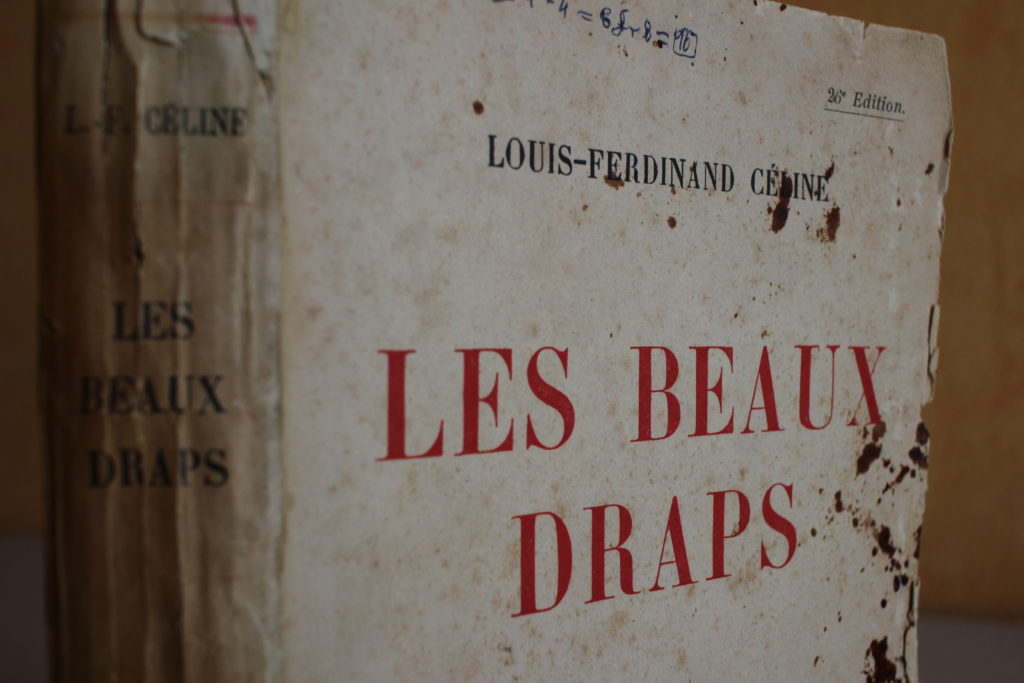 L.-F. CÉLINE
LES
BEAUX
DRAPS
26e Edition.
LOUIS-FERDINAND CÉLINE
LES BEAUX
DRAPS